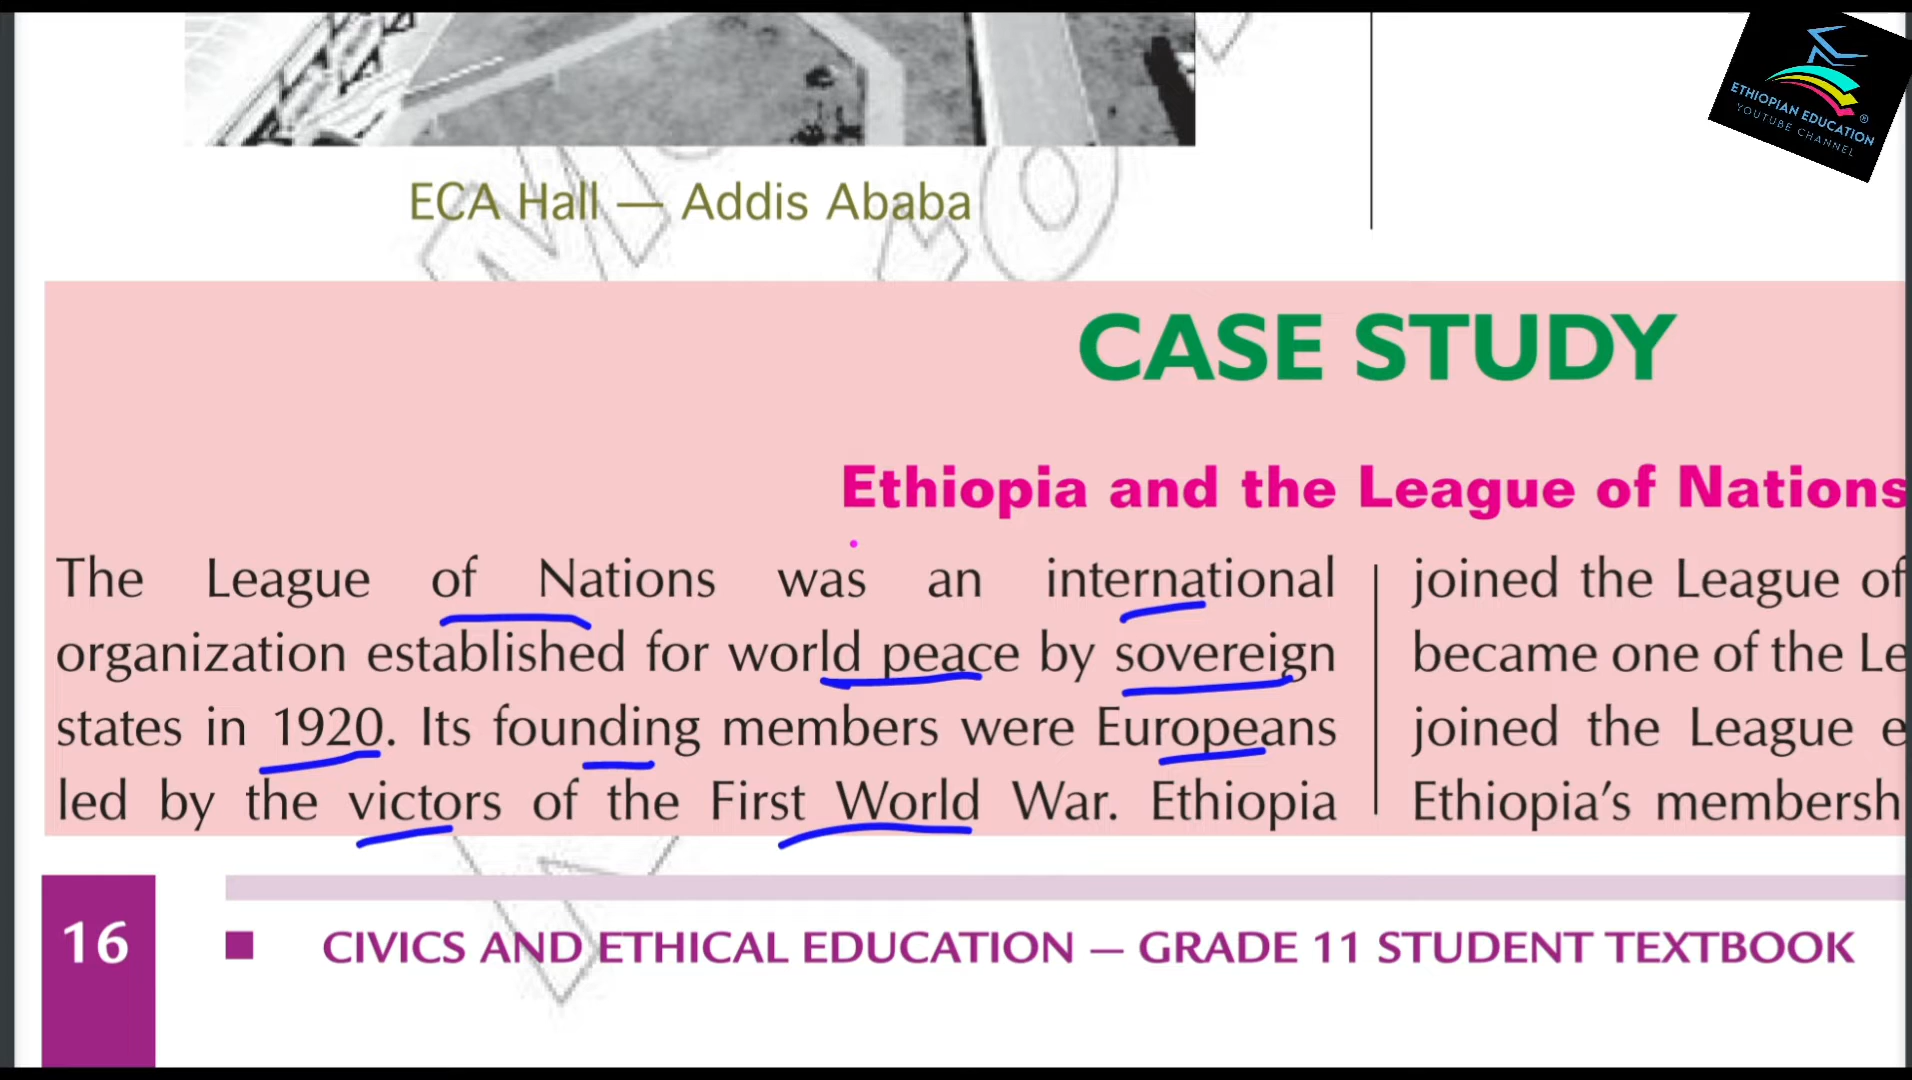 ETHIOPIAN EDUCATION
®
YOUTUBE CHANNEL
ECA Hall — Addis Ababa
CASE STUDY
Ethiopia and the League of Nations
The League of Nations was an international
organization established for world peace by sovereign
states in 1920. Its founding members were Europeans
led by the victors of the First World War. Ethiopia
joined the League of
became one of the Le
joined the League e
Ethiopia’s membersh
16
■ CIVICS AND ETHICAL EDUCATION — GRADE 11 STUDENT TEXTBOOK